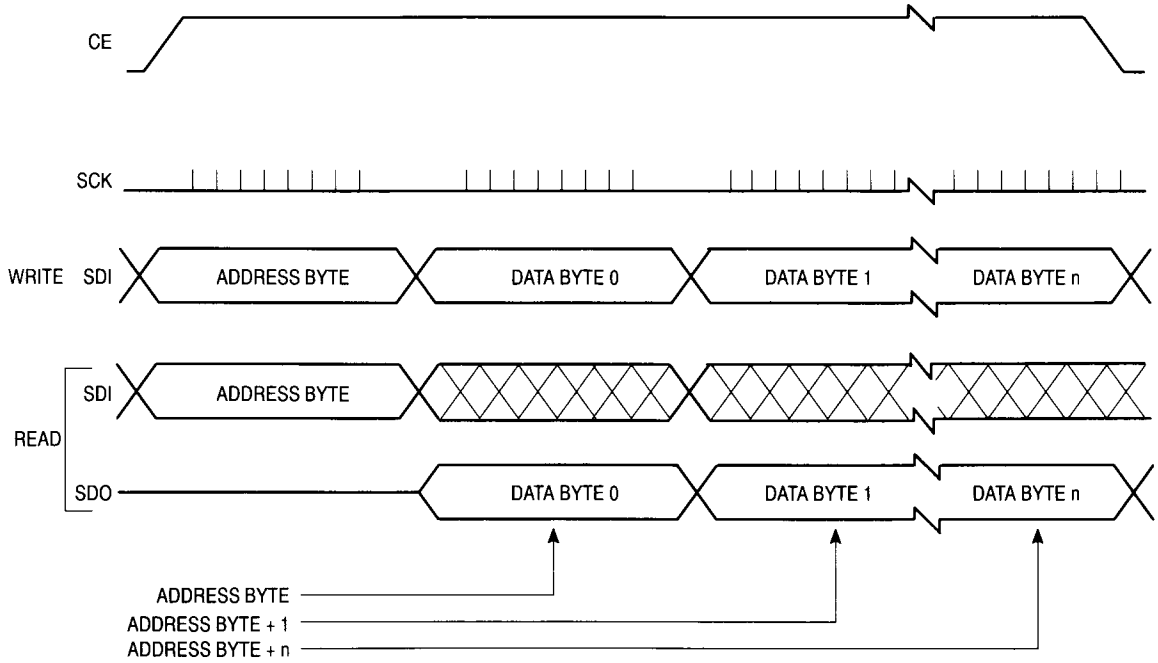 CE
SCK
WRITE SDI ADDRESS BYTE DATA BYTE 0 DATA BYTE 1 DATA BYTE n
SDI ADDRESS BYTE
READ
SDO DATA BYTE 0 DATA BYTE 1 DATA BYTE n
ADDRESS BYTE
ADDRESS BYTE + 1
ADDRESS BYTE + n